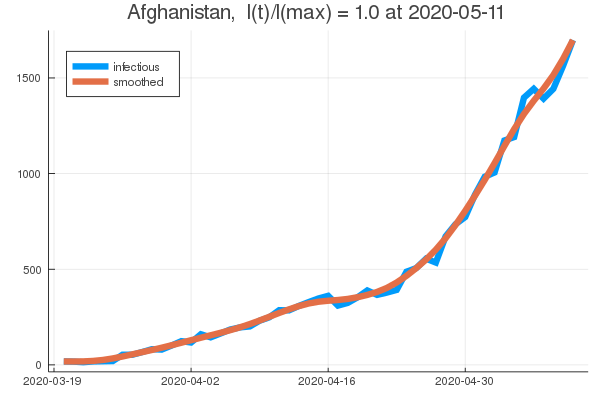 Afghanistan,  I(t)/I(max) = 1.0 at 2020-05-11
infectious
smoothed
1500
1000
500
0
2020-03-19 2020-04-02 2020-04-16 2020-04-30